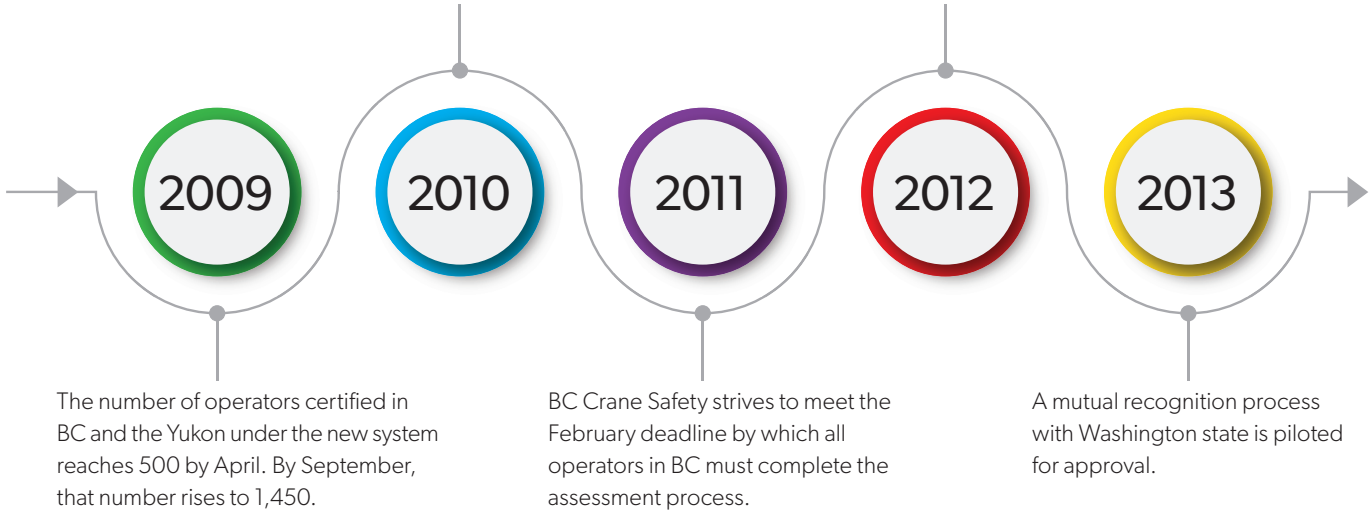 2009
2010
2011
2012
2013
The number of operators certified in
BC and the Yukon under the new system
reaches 500 by April. By September,
that number rises to 1,450.
BC Crane Safety strives to meet the
February deadline by which all
operators in BC must complete the
assessment process.
A mutual recognition process
with Washington state is piloted
for approval.